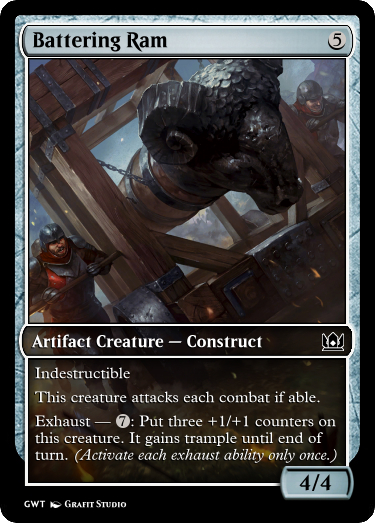 Battering Ram 5
Artifact Creature — Construct
Indestructible
This creature attacks each combat if able.
Exhaust — 7: Put three +1/+1 counters on
this creature. It gains trample until end of
turn. (Activate each exhaust ability only once.)
4/4
GWT Grafit Studio